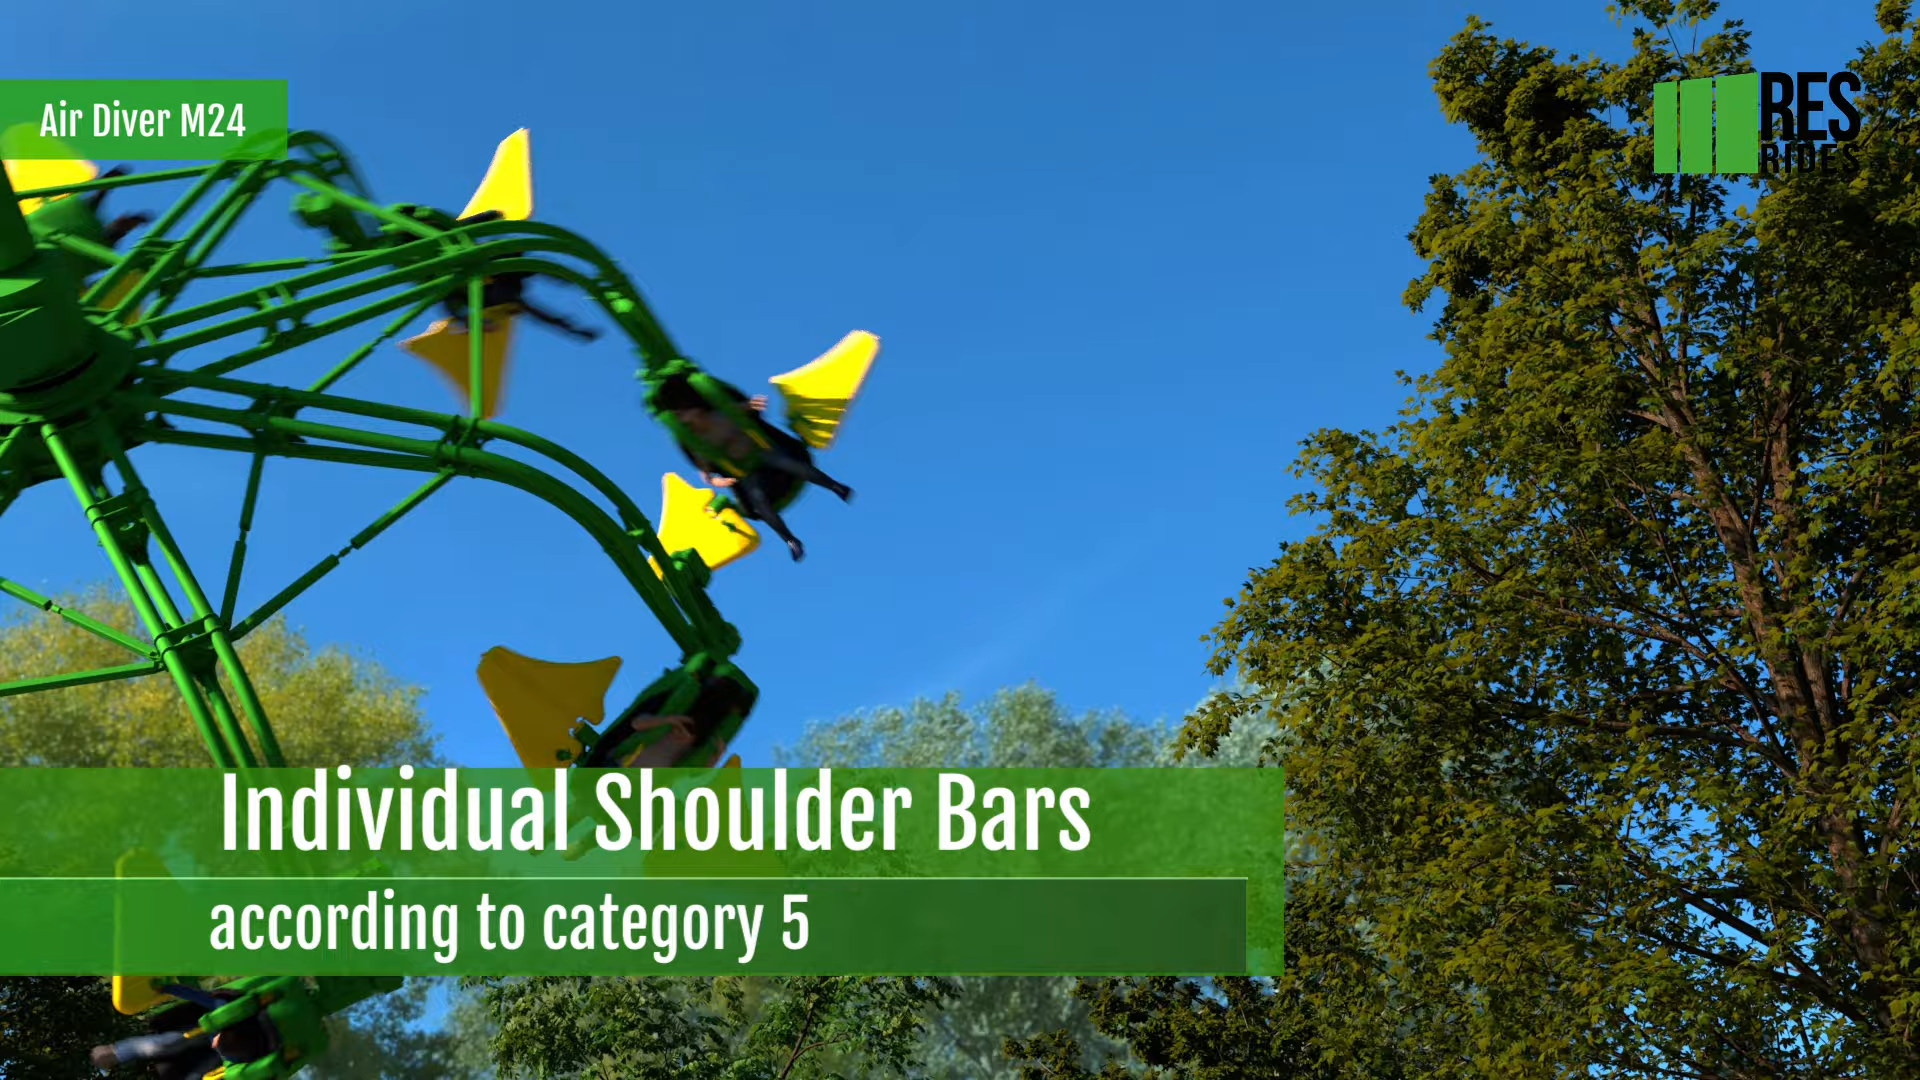 Air Diver M24
RES
RIDES
Individual Shoulder Bars
according to category 5